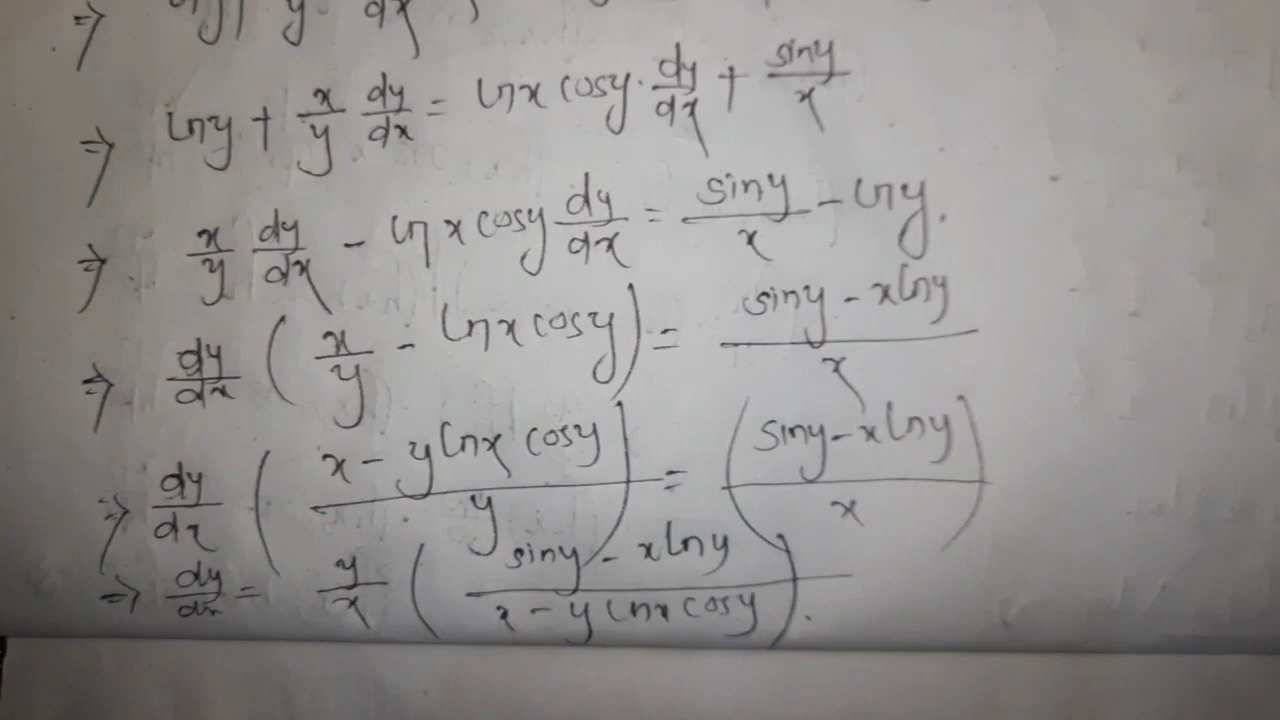 ⇒ y dx
⇒ ln y + x/y dy/dx = ln x cos y · dy/dx + sin y/x
⇒ x/y dy/dx - ln x cos y dy/dx = sin y/x - ln y.
⇒ dy/dx ( x/y - ln x cos y ) = (sin y - x ln y)/x
⇒ dy/dx ( (x - y ln x cos y)/y ) = ( (sin y - x ln y)/x )
⇒ dy/dx = y/x ( (sin y - x ln y)/(x - y ln x cos y) ).